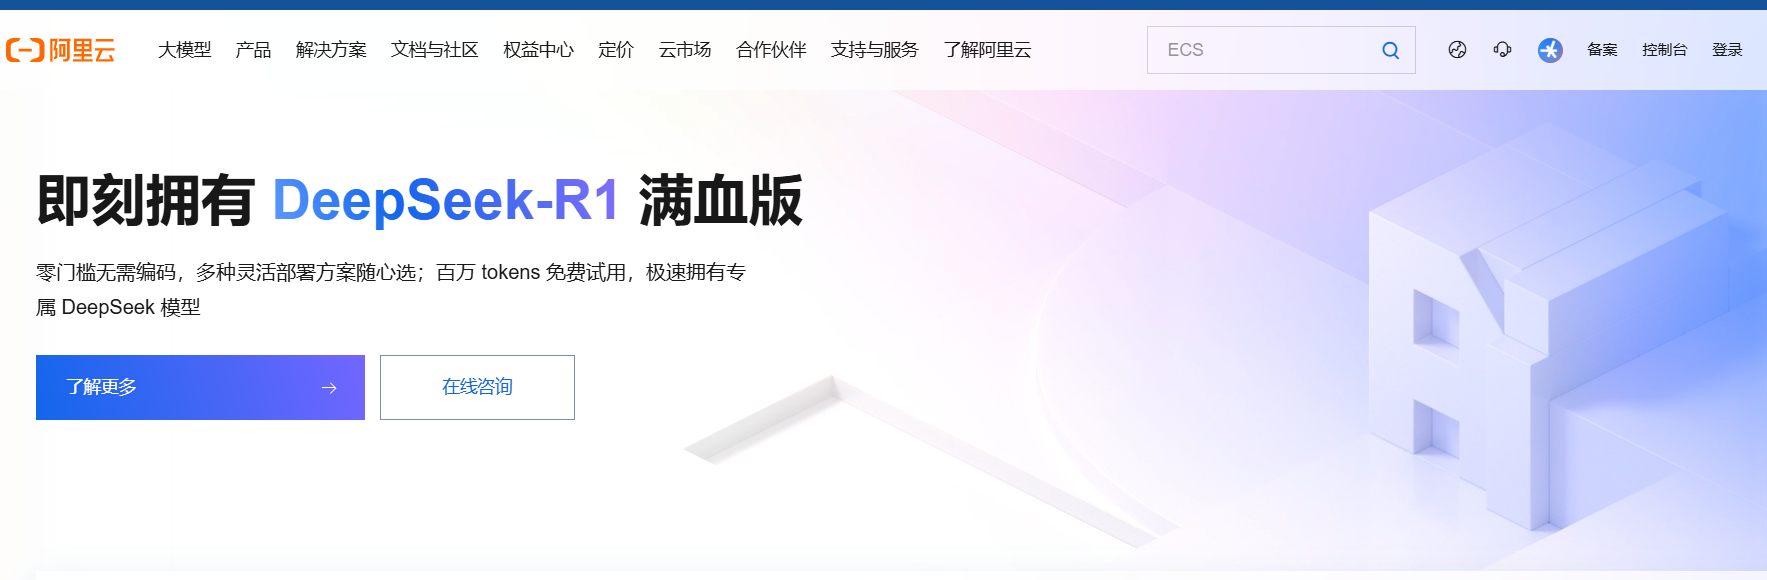 阿里云 大模型 产品 解决方案 文档与社区 权益中心 定价 云市场 合作伙伴 支持与服务 了解阿里云 ECS 备案 控制台 登录
即刻拥有 DeepSeek-R1 满血版
零门槛无需编码，多种灵活部署方案随心选；百万 tokens 免费试用，极速拥有专
属 DeepSeek 模型
了解更多 → 在线咨询